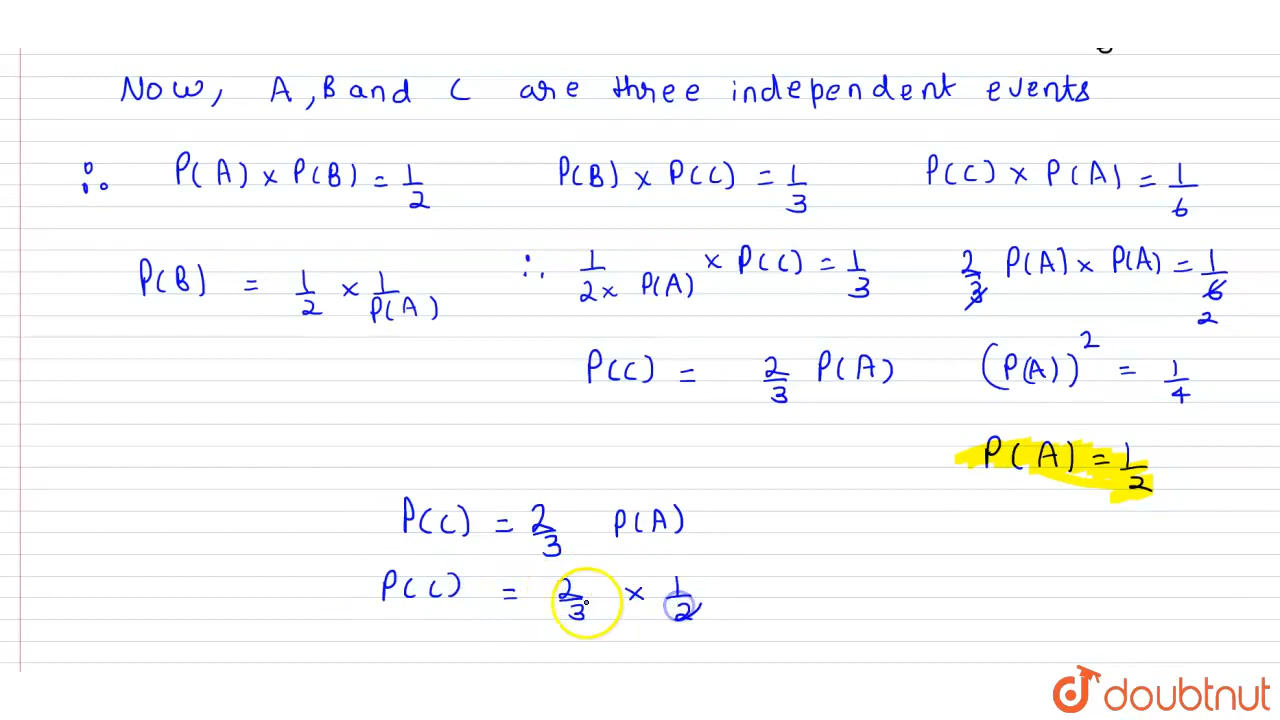 Now, A, B and C are three independent events
∴ P(A) × P(B) = 1/2 P(B) × P(C) = 1/3 P(C) × P(A) = 1/6
P(B) = 1/2 × 1/P(A) ∴ 1/2× P(A) × P(C) = 1/3 2/3 P(A) × P(A) = 1/6 2
P(C) = 2/3 P(A) (P(A))² = 1/4
P(A) = 1/2
P(C) = 2/3 P(A)
P(C) = 2/3 × 1/2
doubtnut